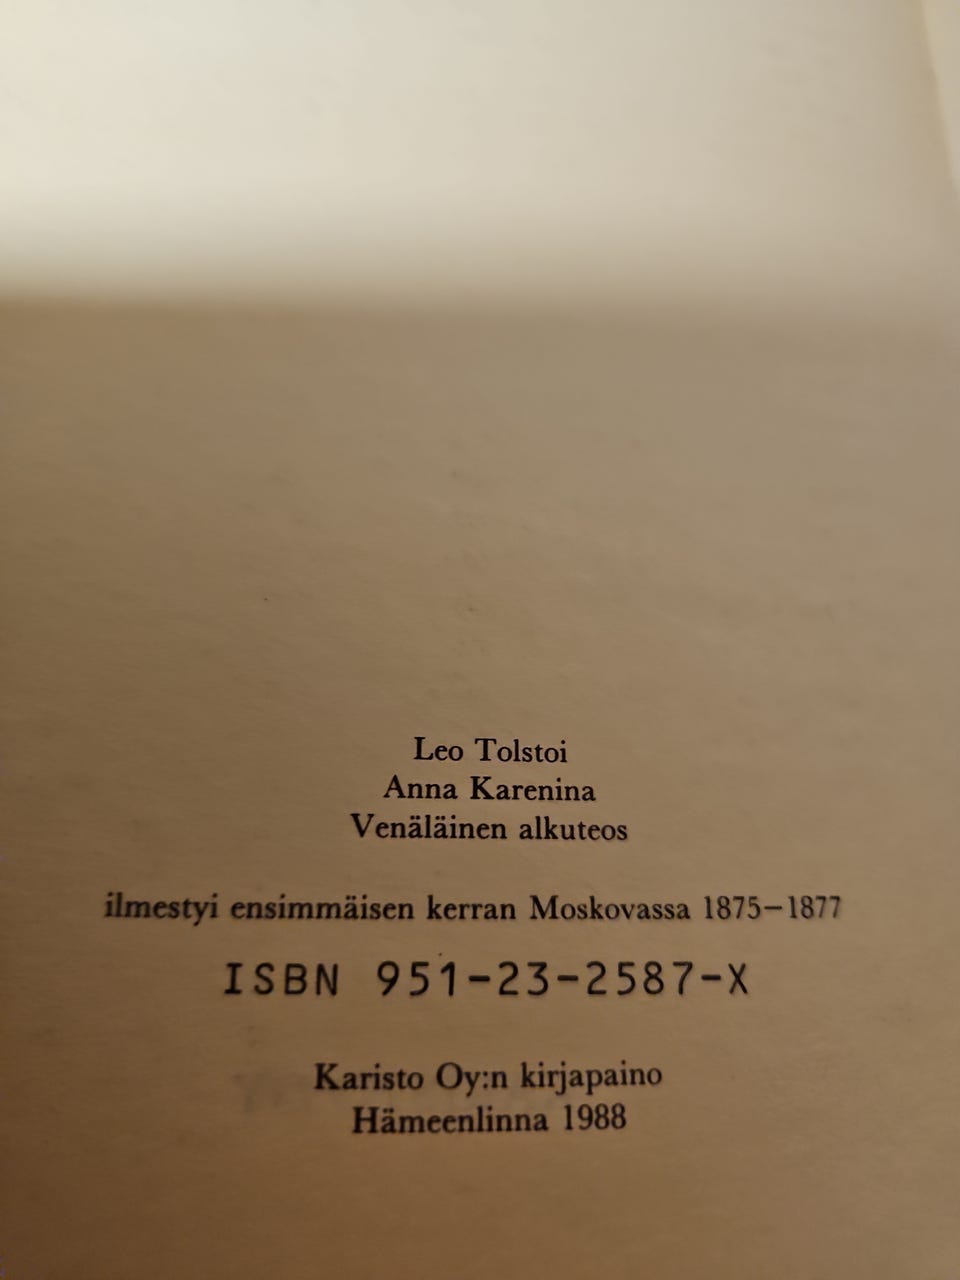 Leo Tolstoi
Anna Karenina
Venäläinen alkuteos
ilmestyi ensimmäisen kerran Moskovassa 1875–1877
ISBN 951-23-2587-X
Karisto Oy:n kirjapaino
Hämeenlinna 1988